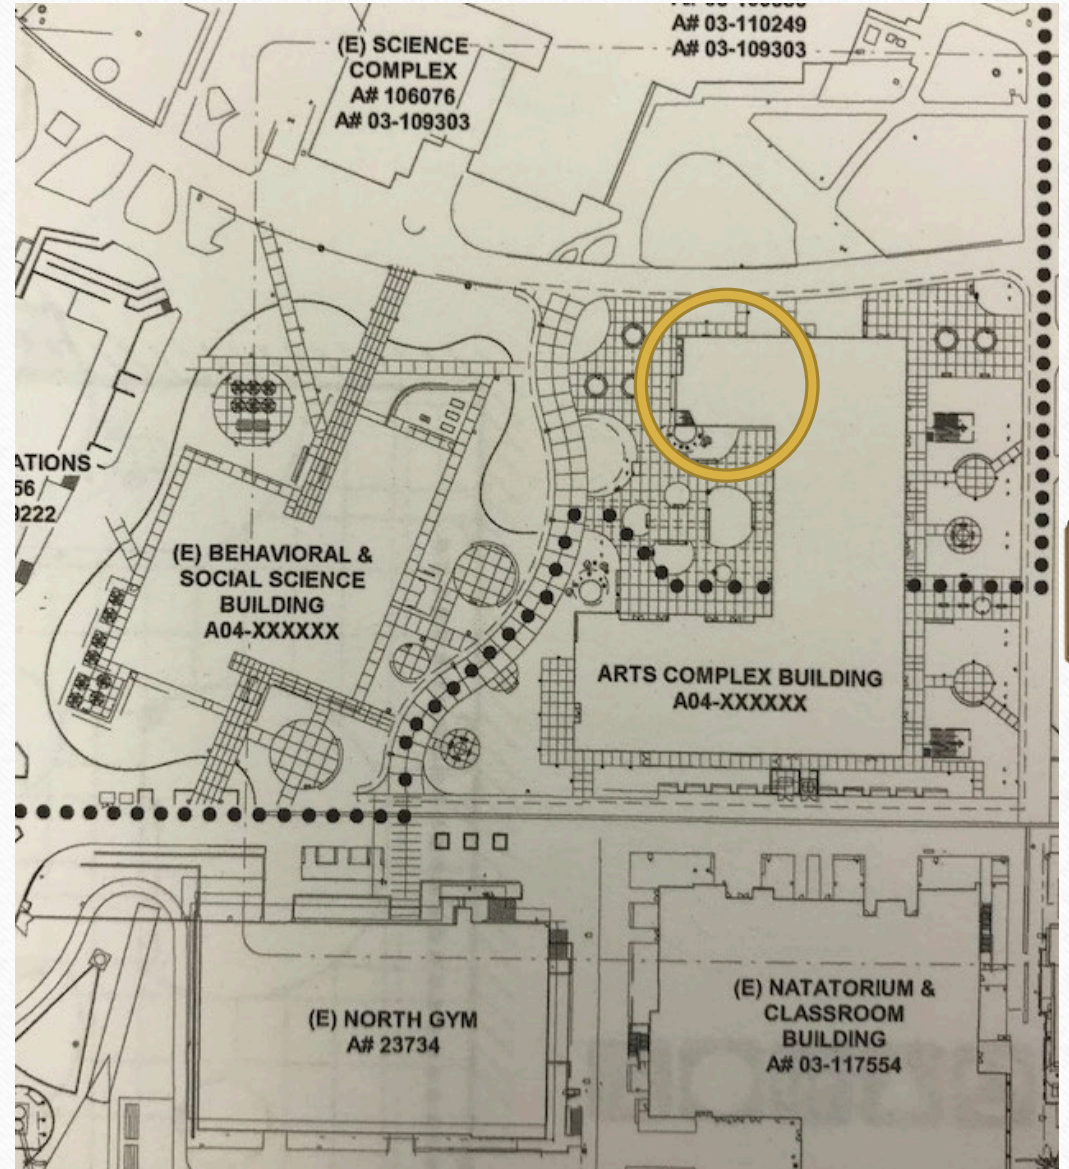 (E) SCIENCE
COMPLEX
A# 106076
A# 03-109303
A# 03-110249
A# 03-109303
ATIONS
56
9222
(E) BEHAVIORAL &
SOCIAL SCIENCE
BUILDING
A04-XXXXXX
ARTS COMPLEX BUILDING
A04-XXXXXX
(E) NORTH GYM
A# 23734
(E) NATATORIUM &
CLASSROOM
BUILDING
A# 03-117554